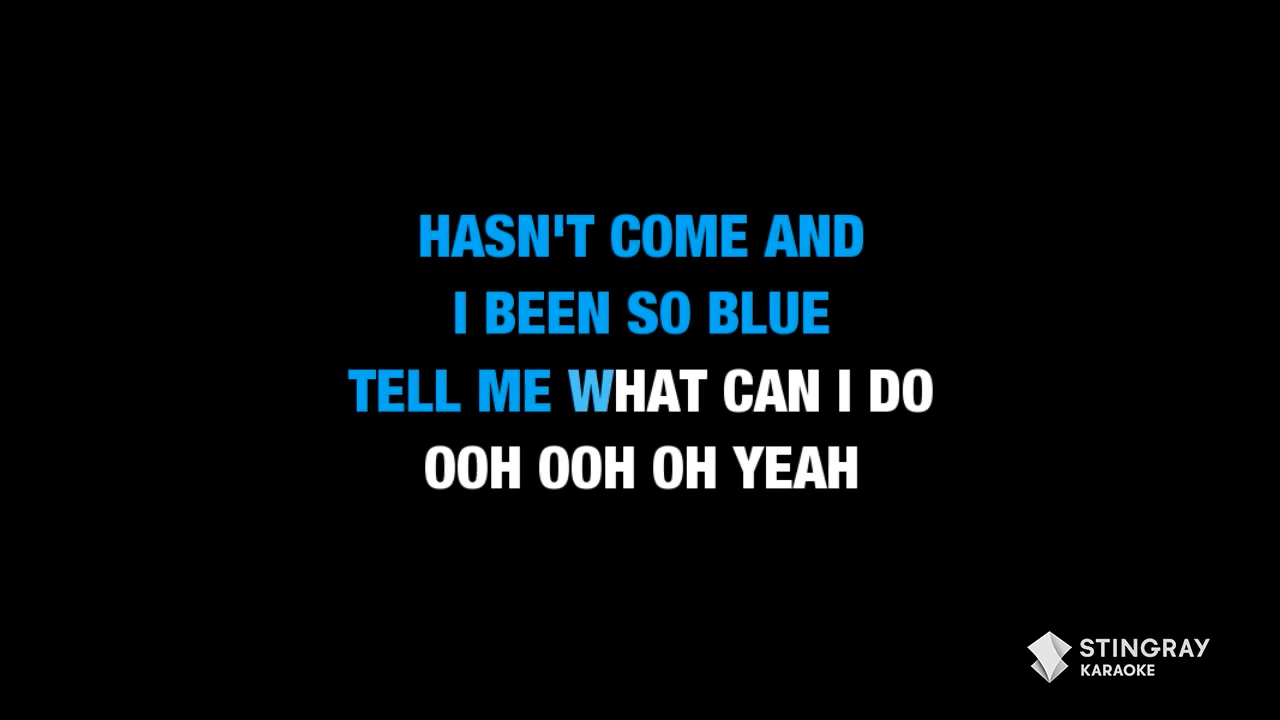 HASN'T COME AND
I BEEN SO BLUE
TELL ME WHAT CAN I DO
OOH OOH OH YEAH
STINGRAY
KARAOKE